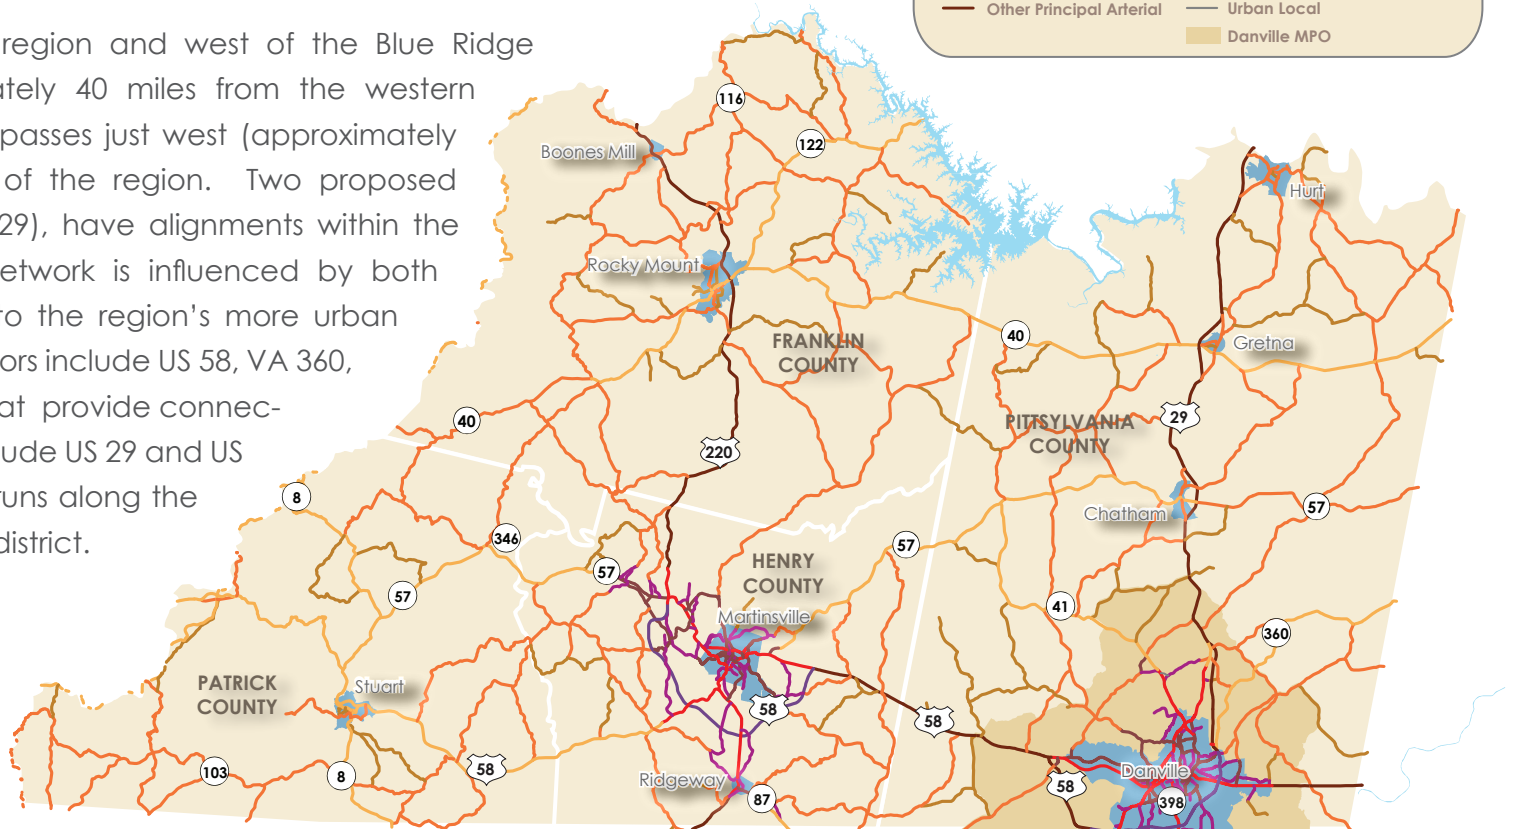 Other Principal Arterial
Urban Local
Danville MPO
region and west of the Blue Ridge
ately 40 miles from the western
passes just west (approximately
of the region. Two proposed
29), have alignments within the
etwork is influenced by both
to the region's more urban
ors include US 58, VA 360,
at provide connec-
lude US 29 and US
runs along the
district.
116
122
Boones Mill
Hurt
Rocky Mount
FRANKLIN
COUNTY
40
Gretna
40
PITTSYLVANIA
COUNTY
29
220
8
Chatham
57
346
57
HENRY
COUNTY
57
57
41
Martinsville
360
PATRICK
COUNTY
Stuart
58
58
103
8
58
Ridgeway
87
58
Danville
398